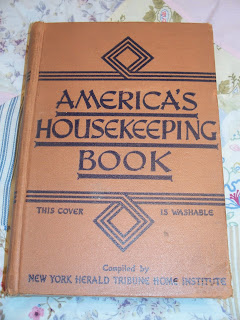 AMERICA'S
HOUSEKEEPING
BOOK
THIS COVER IS WASHABLE
Compiled by
NEW YORK HERALD TRIBUNE HOME INSTITUTE